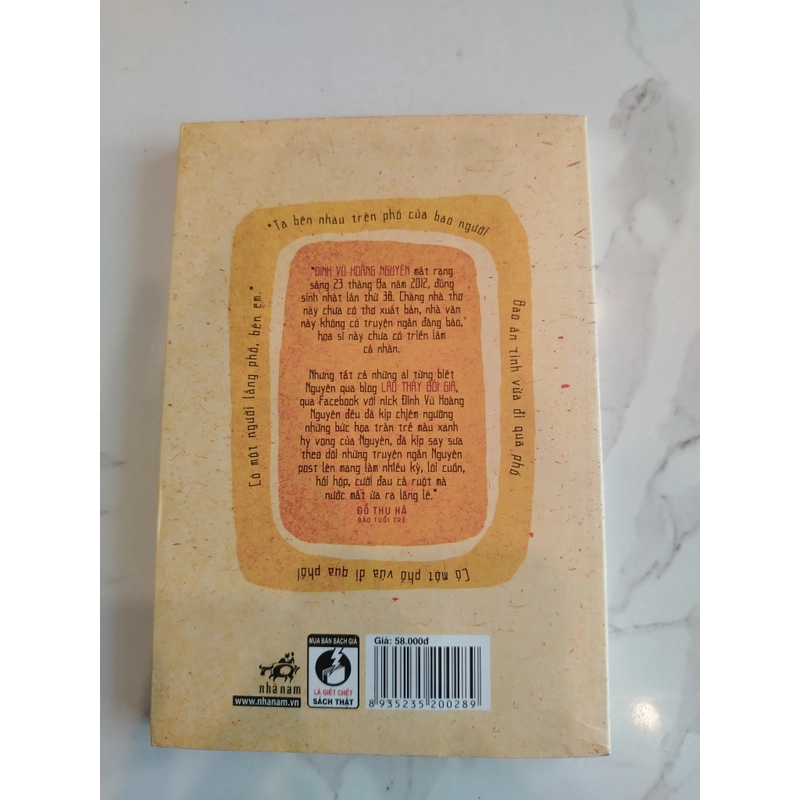 "Ta bên nhau trên phố của bao người
Bao ân tình vừa đi qua phố
Có một phố vừa đi qua phố!
Có một người lang phố, bên em."
"ĐINH VŨ HOÀNG NGUYÊN mất rạng
sáng 23 tháng Ba năm 2012, đúng
sinh nhật lần thứ 38. Chàng nhà thơ
này chưa có thơ xuất bản, nhà văn
này không có truyện ngắn đăng báo,
họa sĩ này chưa có triển lãm
cá nhân.
Nhưng tất cả những ai từng biết
Nguyên qua blog LÃO THẦY BÓI GIÀ,
qua Facebook với nick Đinh Vũ Hoàng
Nguyên đều đã kịp chiêm ngưỡng
những bức họa tràn trề màu xanh
hy vọng của Nguyên, đã kịp say sưa
theo dõi những truyện ngắn Nguyên
post lên mạng làm nhiều kỳ, lôi cuốn,
hồi hộp, cười đau cả ruột mà
nước mắt ứa ra lặng lẽ."
ĐỖ THU HÀ
BÁO TUỔI TRẺ
nhã nam
www.nhanam.vn
MUA BÁN SÁCH GIẢ
LÀ GIẾT CHẾT
SÁCH THẬT
Giá: 58.000đ
8 935235 200289